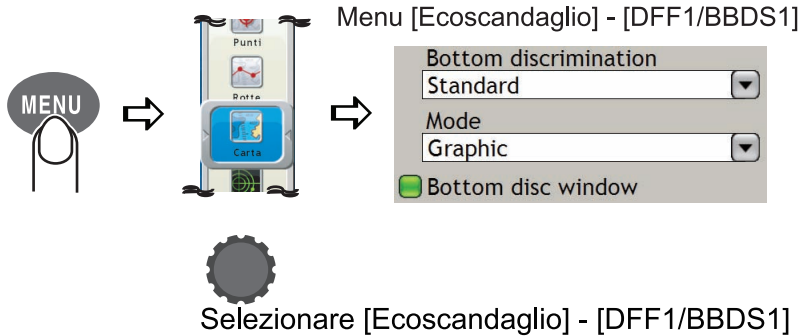 Menu [Ecoscandaglio] - [DFF1/BBDS1]
MENU
Punti
Rotte
Carta
Bottom discrimination
Standard
Mode
Graphic
Bottom disc window
Selezionare [Ecoscandaglio] - [DFF1/BBDS1]